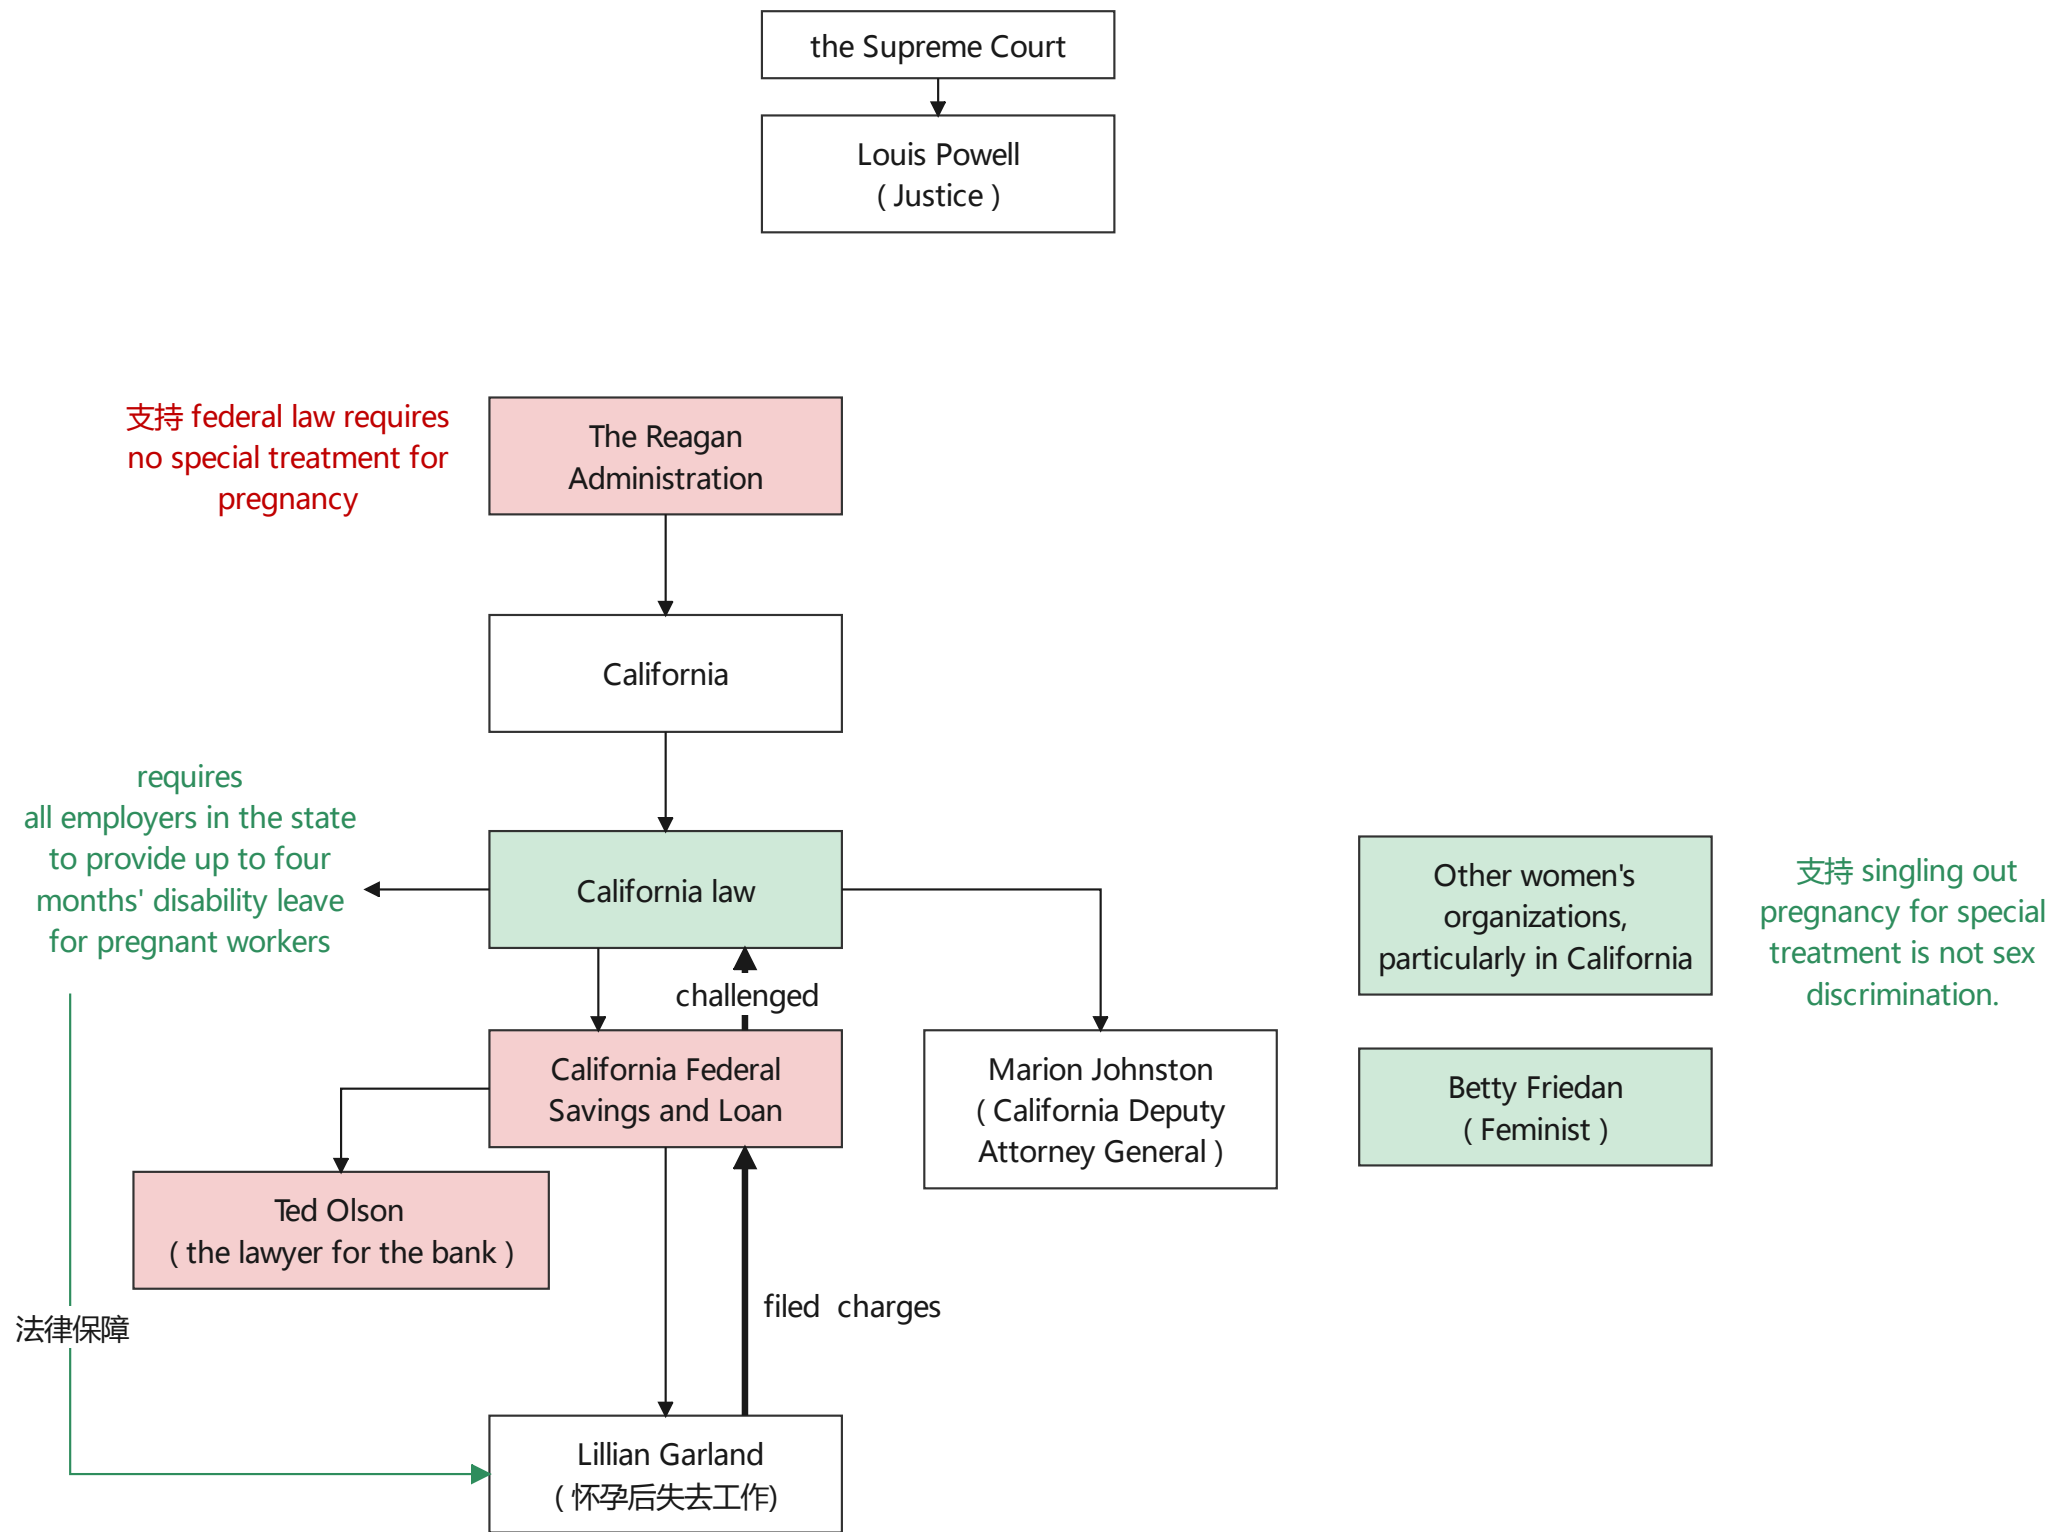 the Supreme Court
Louis Powell
( Justice )
支持 federal law requires
no special treatment for
pregnancy
The Reagan
Administration
California
requires
all employers in the state
to provide up to four
months' disability leave
for pregnant workers
California law
Other women's
organizations,
particularly in California
支持 singling out
pregnancy for special
treatment is not sex
discrimination.
challenged
California Federal
Savings and Loan
Marion Johnston
( California Deputy
Attorney General )
Betty Friedan
( Feminist )
Ted Olson
( the lawyer for the bank )
filed charges
法律保障
Lillian Garland
( 怀孕后失去工作)